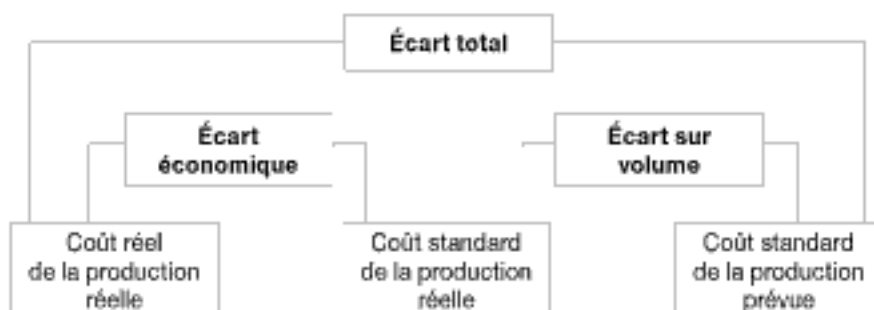 Écart total
Écart
économique
Écart sur
volume
Coût réel
de la production
réelle
Coût standard
de la production
réelle
Coût standard
de la production
prévue